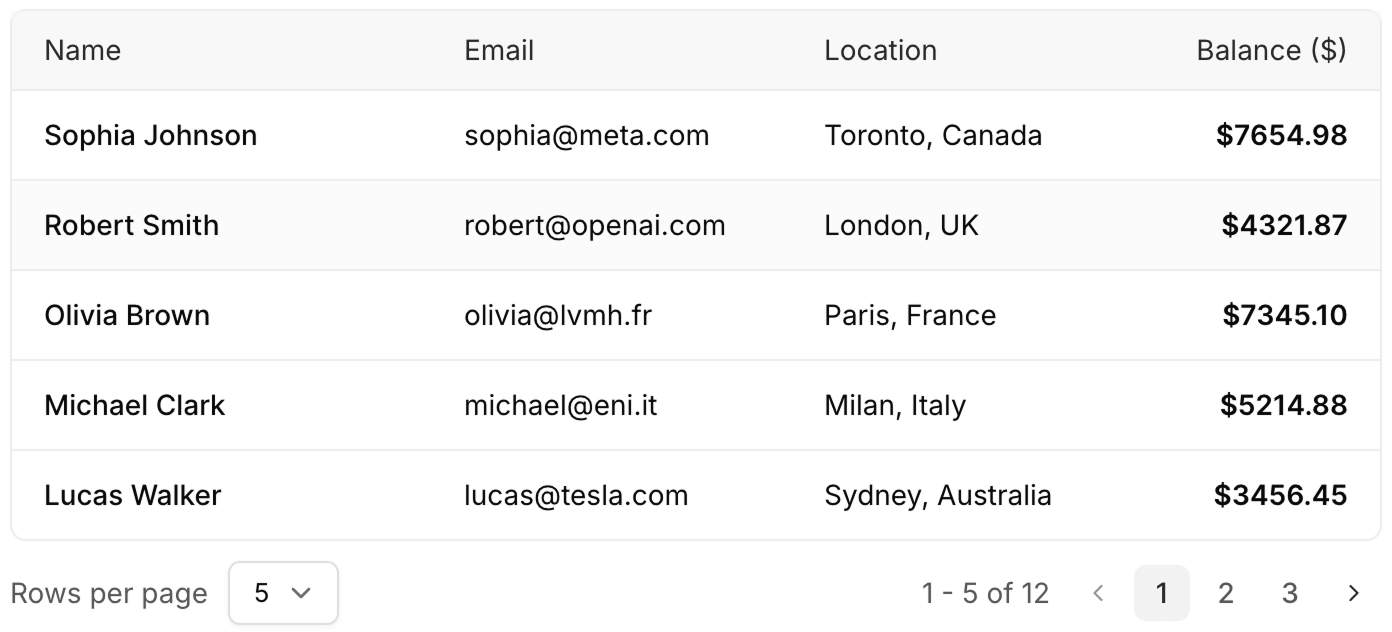 Name Email Location Balance ($)
Sophia Johnson sophia@meta.com Toronto, Canada $7654.98
Robert Smith robert@openai.com London, UK $4321.87
Olivia Brown olivia@lvmh.fr Paris, France $7345.10
Michael Clark michael@eni.it Milan, Italy $5214.88
Lucas Walker lucas@tesla.com Sydney, Australia $3456.45
Rows per page 5 1 - 5 of 12 1 2 3